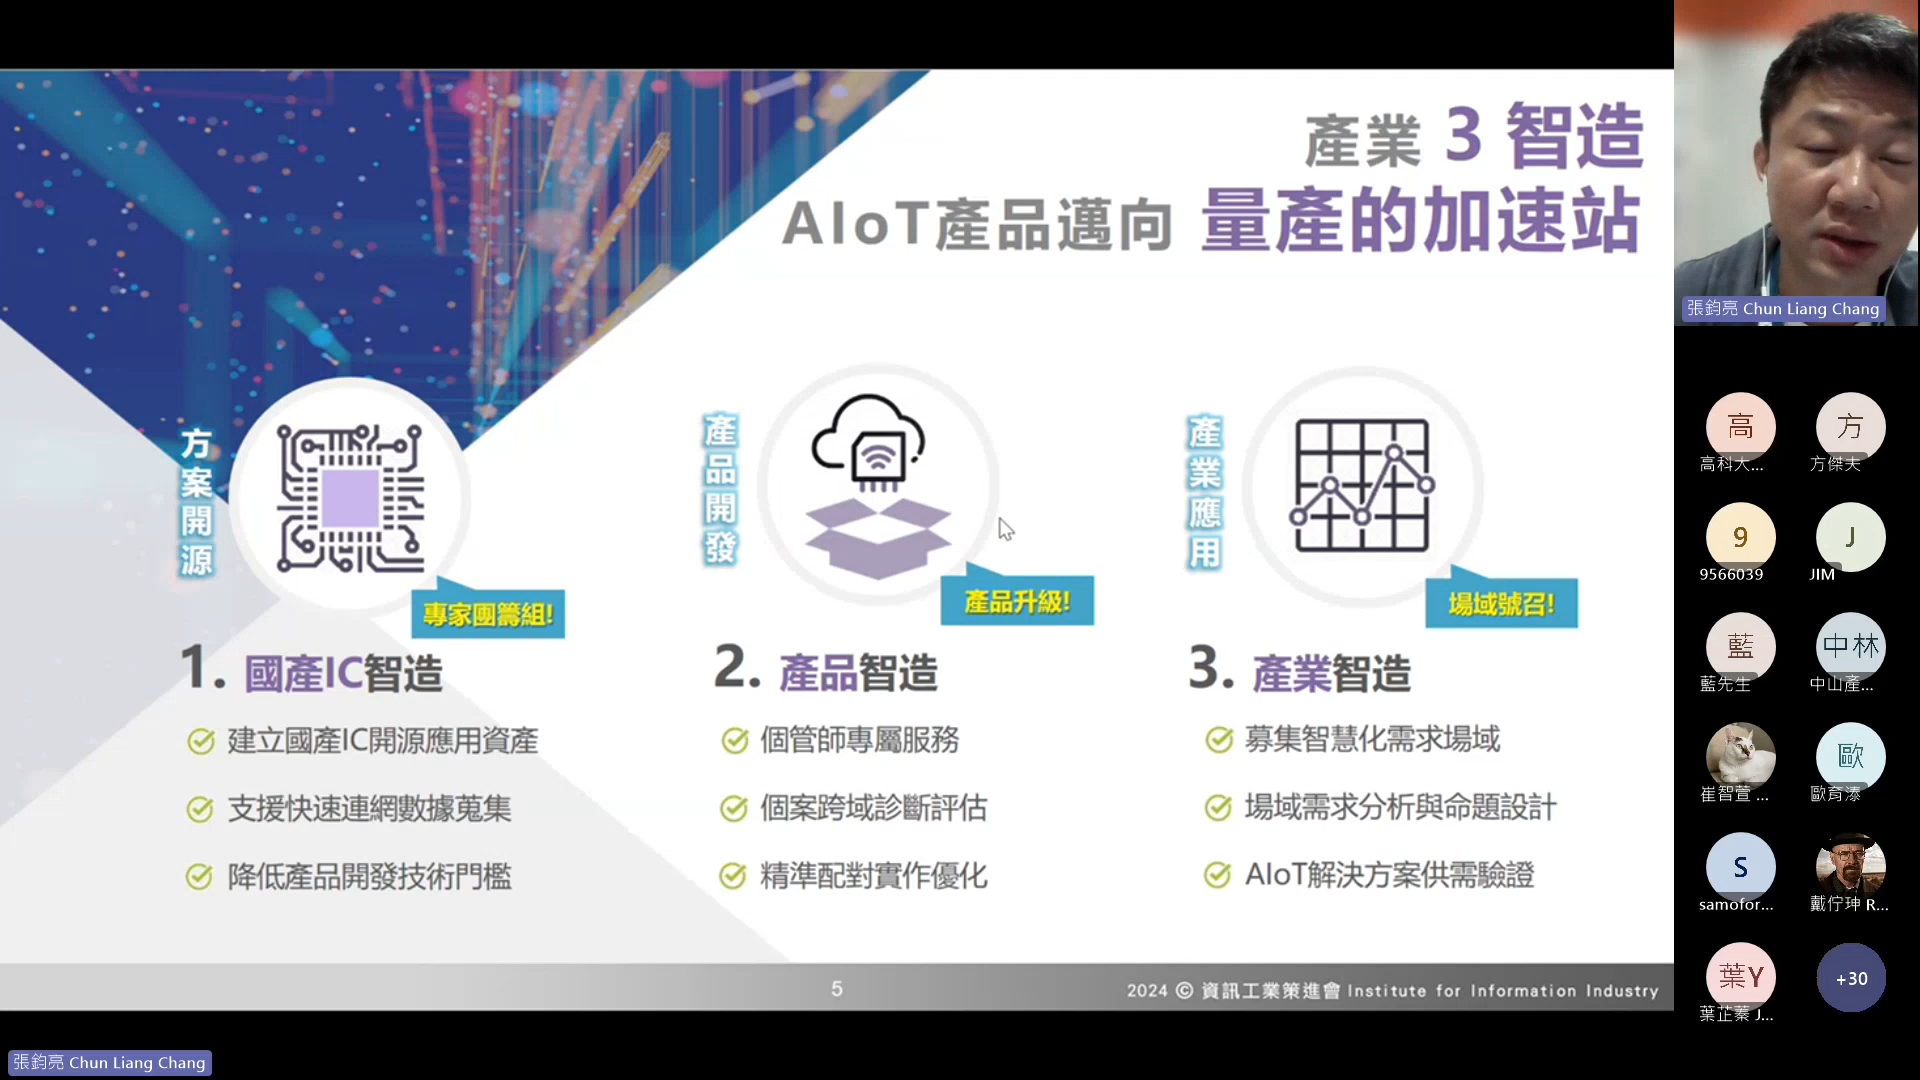 產業 3 智造
AIoT產品邁向 量產的加速站
方案開源
專家團籌組!
1. 國產IC智造
建立國產IC開源應用資產
支援快速連網數據蒐集
降低產品開發技術門檻
產品開發
產品升級!
2. 產品智造
個管師專屬服務
個案跨域診斷評估
精準配對實作優化
產業應用
場域號召!
3. 產業智造
募集智慧化需求場域
場域需求分析與命題設計
AIoT解決方案供需驗證
5
2024 © 資訊工業策進會 Institute for Information Industry
張鈞亮 Chun Liang Chang
張鈞亮 Chun Liang Chang
高
高科大...
方
方傑夫
9
9566039
J
JIM
藍
藍先生
中林
中山產...
崔智萱 ...
歐
歐育溙
S
samofor...
戴佇珅 R...
葉Y
葉芷蓁 J...
+30